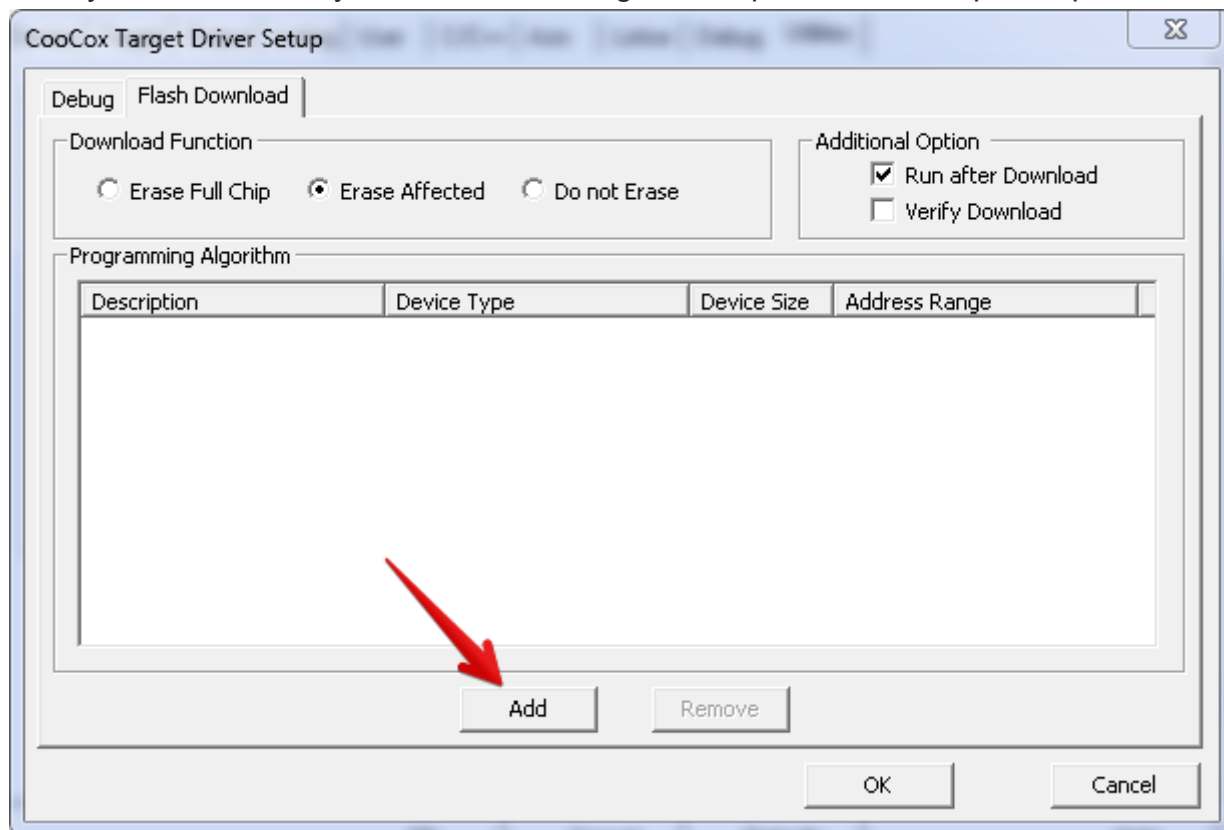 CooCox Target Driver Setup
Debug Flash Download
Download Function
Erase Full Chip Erase Affected Do not Erase
Additional Option
Run after Download
Verify Download
Programming Algorithm
Description Device Type Device Size Address Range
Add Remove
OK Cancel